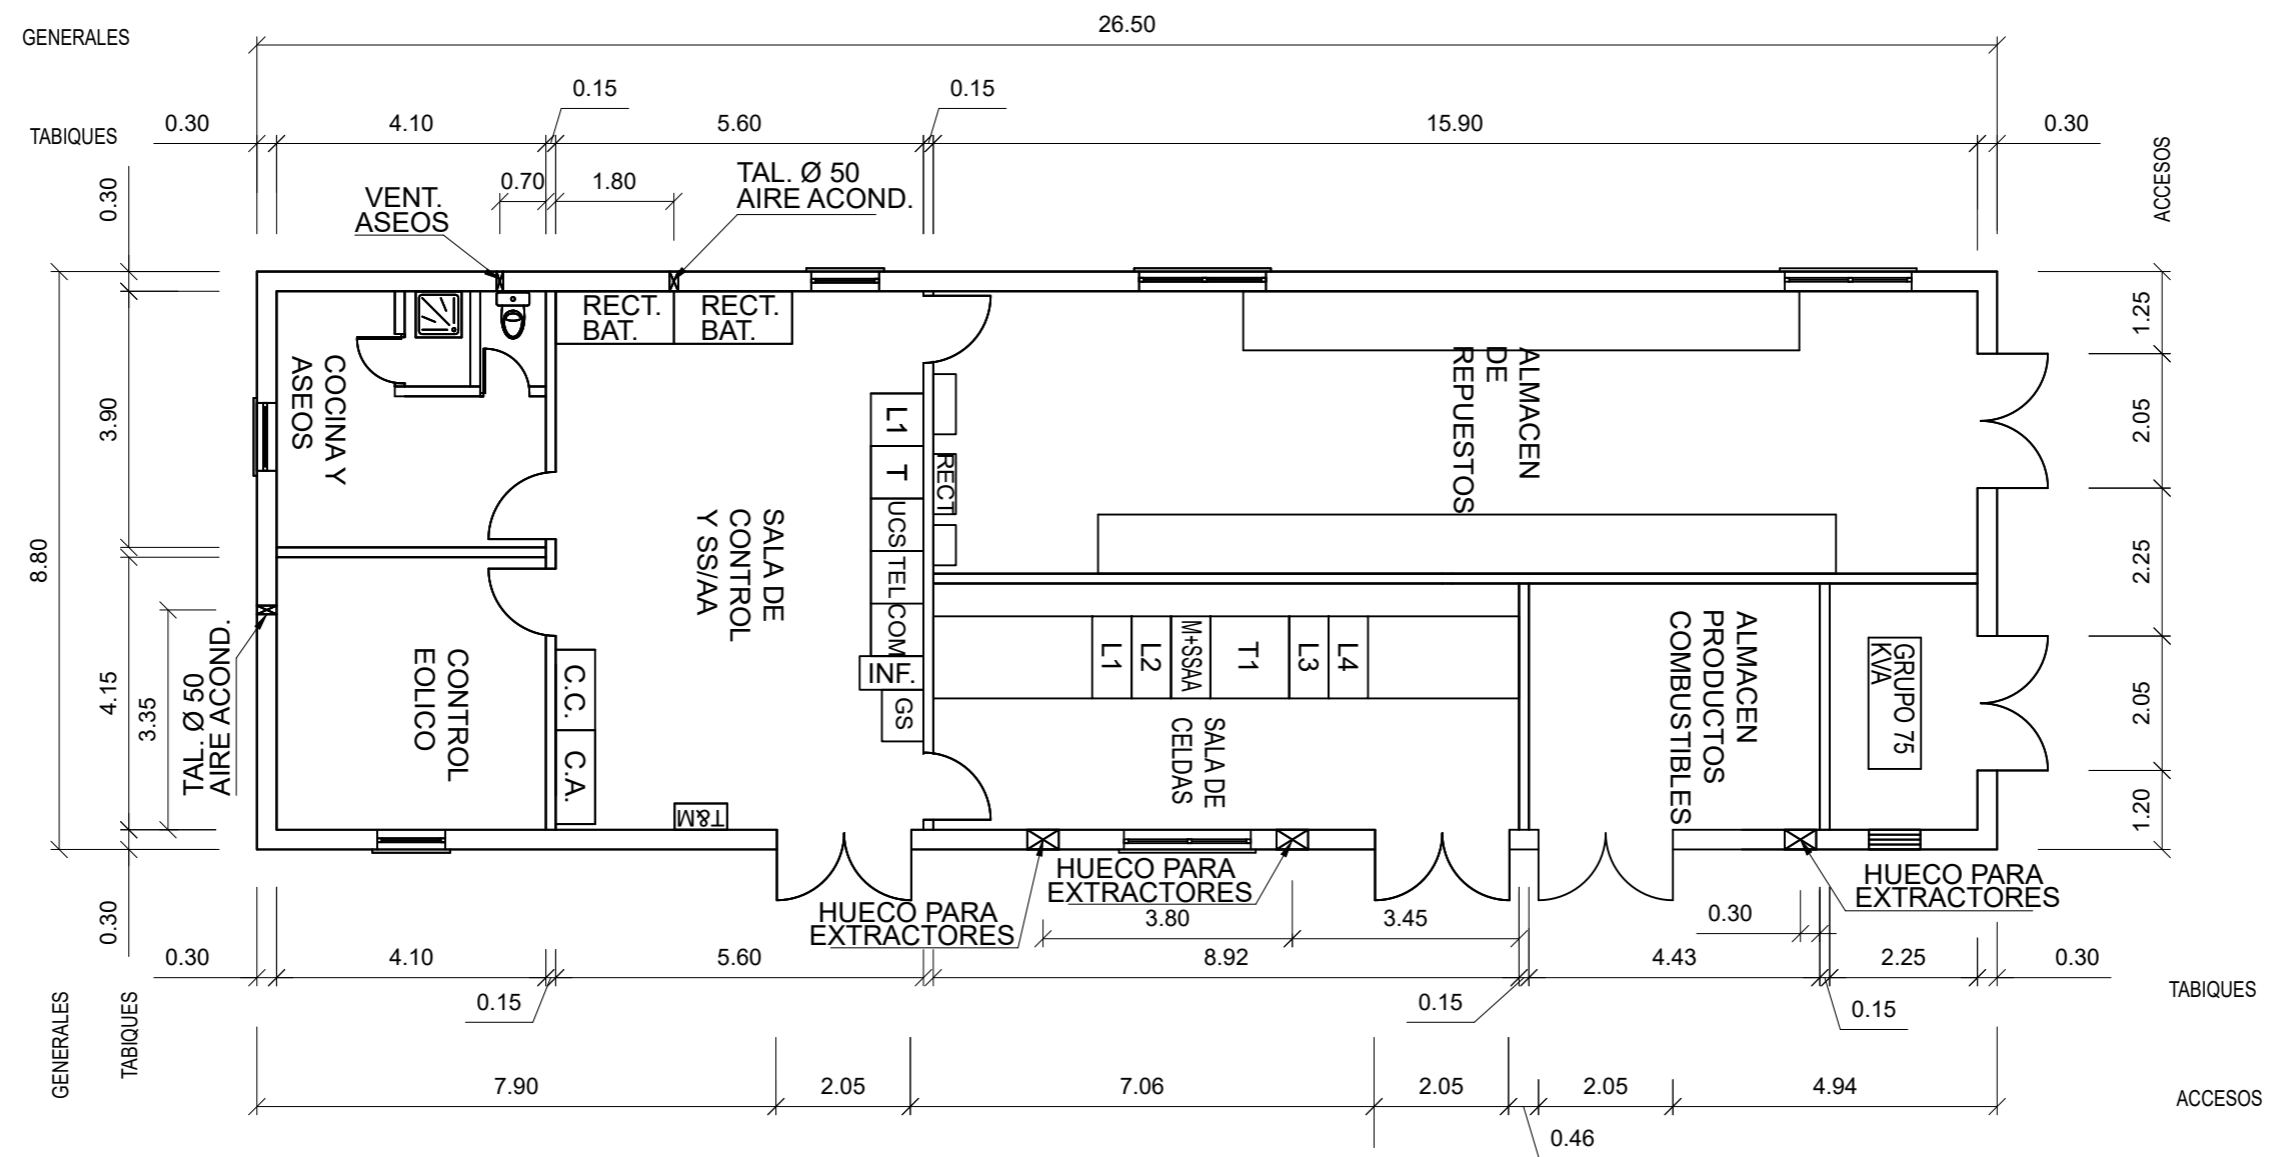 GENERALES
26.50
0.15
0.15
TABIQUES
0.30
4.10
5.60
15.90
0.30
ACCESOS
0.30
0.70
1.80
TAL. Ø 50
AIRE ACOND.
VENT.
ASEOS
RECT.
BAT.
RECT.
BAT.
COCINA Y
ASEOS
ALMACEN
DE
REPUESTOS
1.25
2.05
2.25
2.05
1.20
3.90
8.80
4.15
3.35
0.30
L1
T
UCS
TEL
COM
INF.
GS
RECT
SALA DE
CONTROL
Y SS/AA
TAL. Ø 50
AIRE ACOND.
CONTROL
EOLICO
C.C.
C.A.
T&M
L1
L2
M+SSAA
T1
L3
L4
SALA DE
CELDAS
ALMACEN
PRODUCTOS
COMBUSTIBLES
GRUPO 75
KVA
HUECO PARA
EXTRACTORES
HUECO PARA
EXTRACTORES
HUECO PARA
EXTRACTORES
3.80
3.45
0.30
0.30
4.10
5.60
8.92
4.43
2.25
0.30
0.15
0.15
0.15
TABIQUES
GENERALES
TABIQUES
7.90
2.05
7.06
2.05
2.05
4.94
0.46
ACCESOS